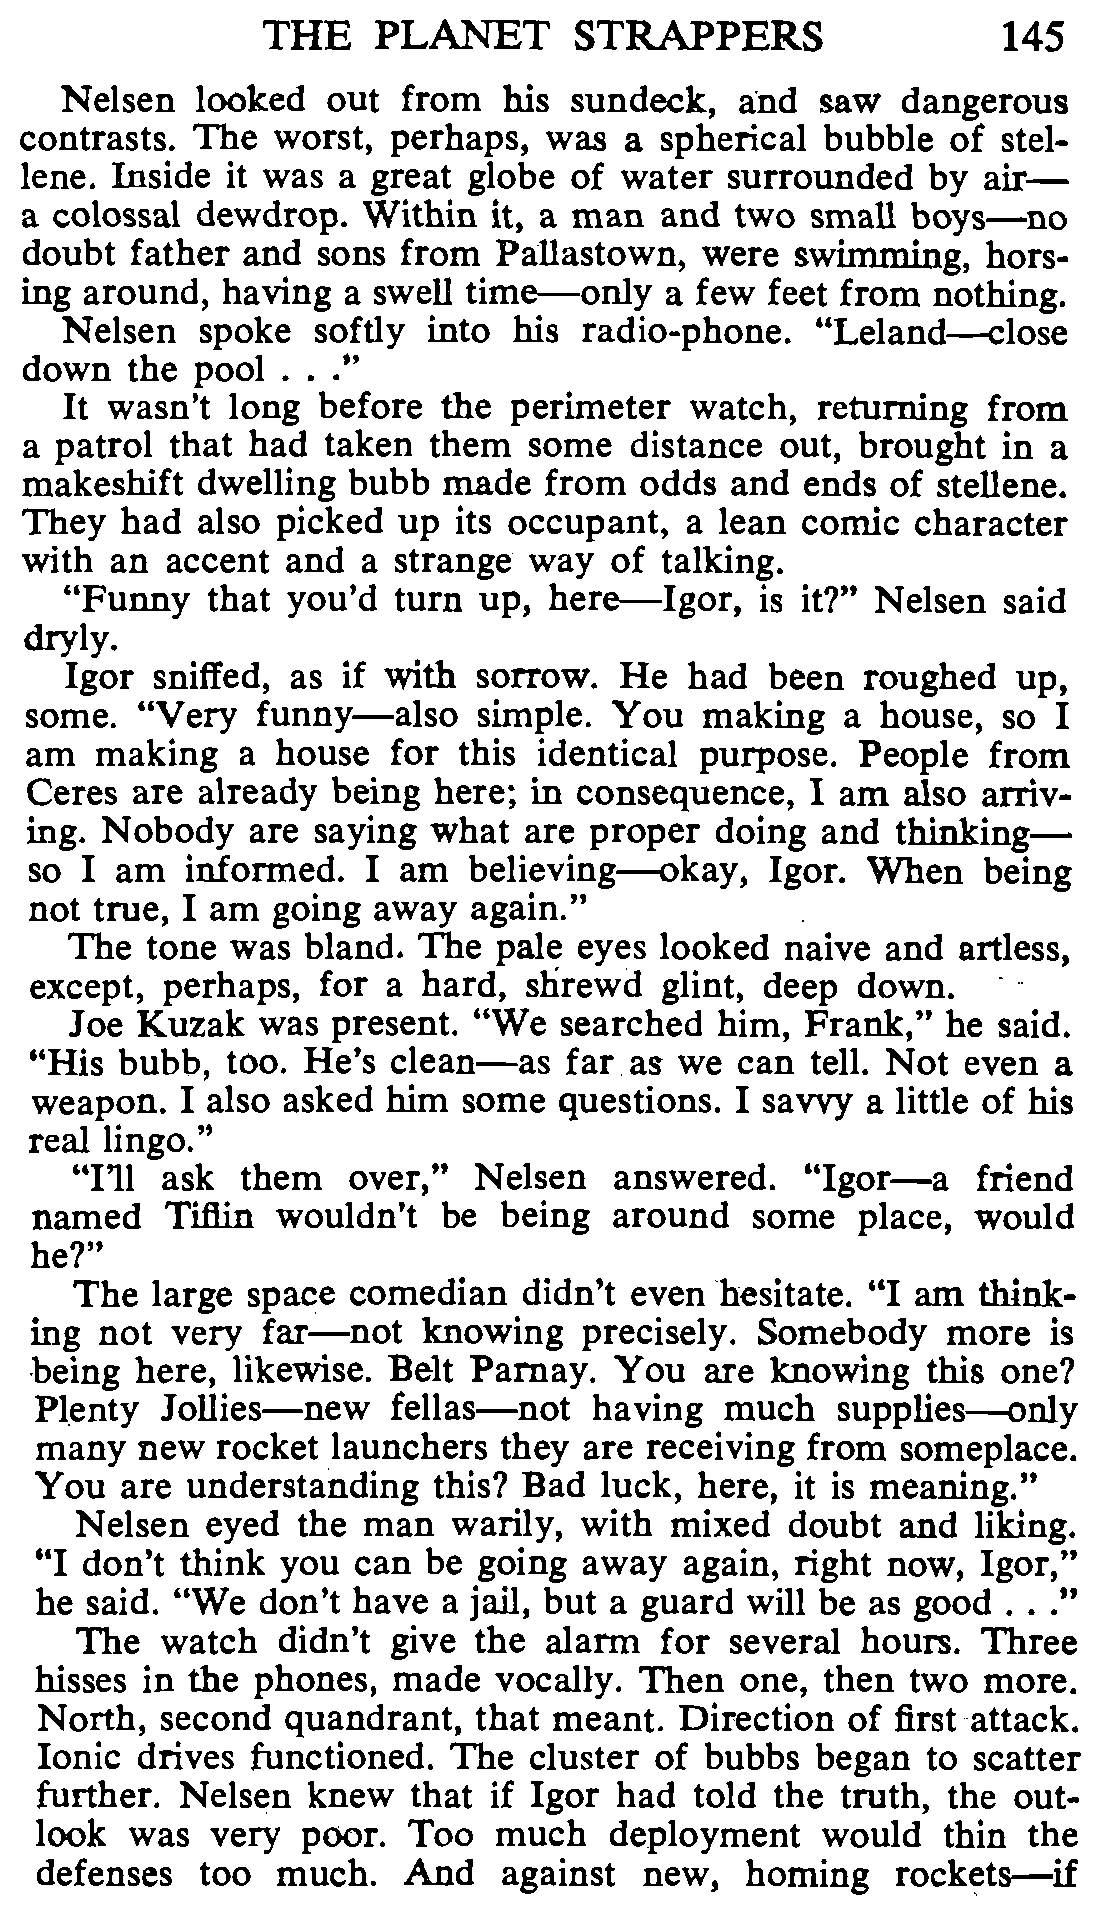 THE PLANET STRAPPERS 145
Nelsen looked out from his sundeck, and saw dangerous
contrasts. The worst, perhaps, was a spherical bubble of stel-
lene. Inside it was a great globe of water surrounded by air—
a colossal dewdrop. Within it, a man and two small boys—no
doubt father and sons from Pallastown, were swimming, hors-
ing around, having a swell time—only a few feet from nothing.
Nelsen spoke softly into his radio-phone. “Leland—close
down the pool . . .”
It wasn't long before the perimeter watch, returning from
a patrol that had taken them some distance out, brought in a
makeshift dwelling bubb made from odds and ends of stellene.
They had also picked up its occupant, a lean comic character
with an accent and a strange way of talking.
“Funny that you'd turn up, here—Igor, is it?” Nelsen said
dryly.
Igor sniffed, as if with sorrow. He had been roughed up,
some. “Very funny—also simple. You making a house, so I
am making a house for this identical purpose. People from
Ceres are already being here; in consequence, I am also arriv-
ing. Nobody are saying what are proper doing and thinking—
so I am informed. I am believing—okay, Igor. When being
not true, I am going away again.”
The tone was bland. The pale eyes looked naive and artless,
except, perhaps, for a hard, shrewd glint, deep down.
Joe Kuzak was present. “We searched him, Frank,” he said.
“His bubb, too. He's clean—as far as we can tell. Not even a
weapon. I also asked him some questions. I savvy a little of his
real lingo.”
“I'll ask them over,” Nelsen answered. “Igor—a friend
named Tiflin wouldn't be being around some place, would
he?”
The large space comedian didn't even hesitate. “I am think-
ing not very far—not knowing precisely. Somebody more is
being here, likewise. Belt Parnay. You are knowing this one?
Plenty Jollies—new fellas—not having much supplies—only
many new rocket launchers they are receiving from someplace.
You are understanding this? Bad luck, here, it is meaning.”
Nelsen eyed the man warily, with mixed doubt and liking.
“I don't think you can be going away again, right now, Igor,”
he said. “We don't have a jail, but a guard will be as good . . .”
The watch didn't give the alarm for several hours. Three
hisses in the phones, made vocally. Then one, then two more.
North, second quandrant, that meant. Direction of first attack.
Ionic drives functioned. The cluster of bubbs began to scatter
further. Nelsen knew that if Igor had told the truth, the out-
look was very poor. Too much deployment would thin the
defenses too much. And against new, homing rockets—if